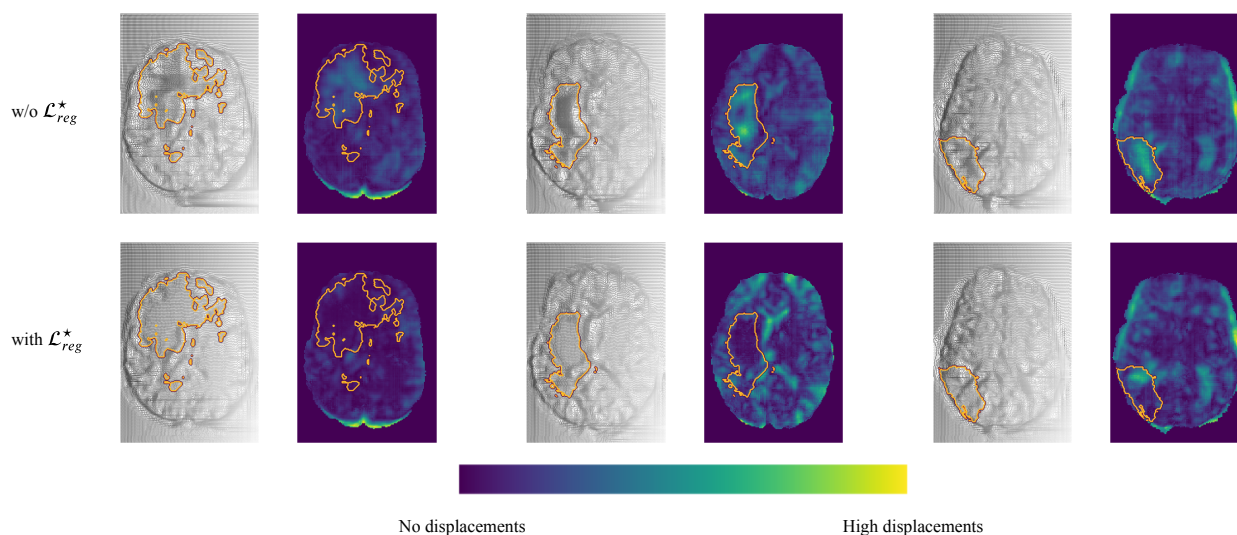 w/o $\mathcal{L}_{reg}^{\star}$
with $\mathcal{L}_{reg}^{\star}$
No displacements High displacements